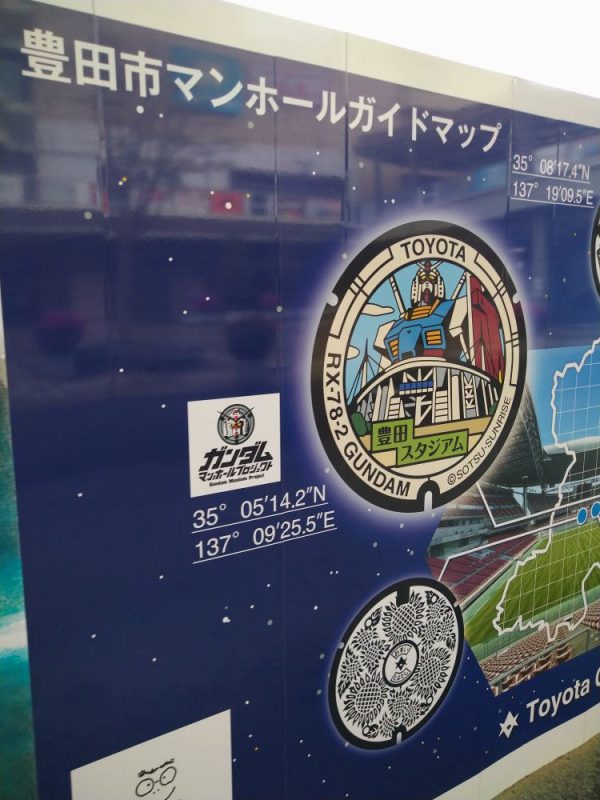 豊田市マンホールガイドマップ
35° 08′17.4″N
137° 19′09.5″E
TOYOTA
RX-78-2 GUNDAM
豊田
スタジアム
©SOTSU・SUNRISE
ガンダム
マンホールプロジェクト
Gundam Manhole Project
35° 05′14.2″N
137° 09′25.5″E
Toyota